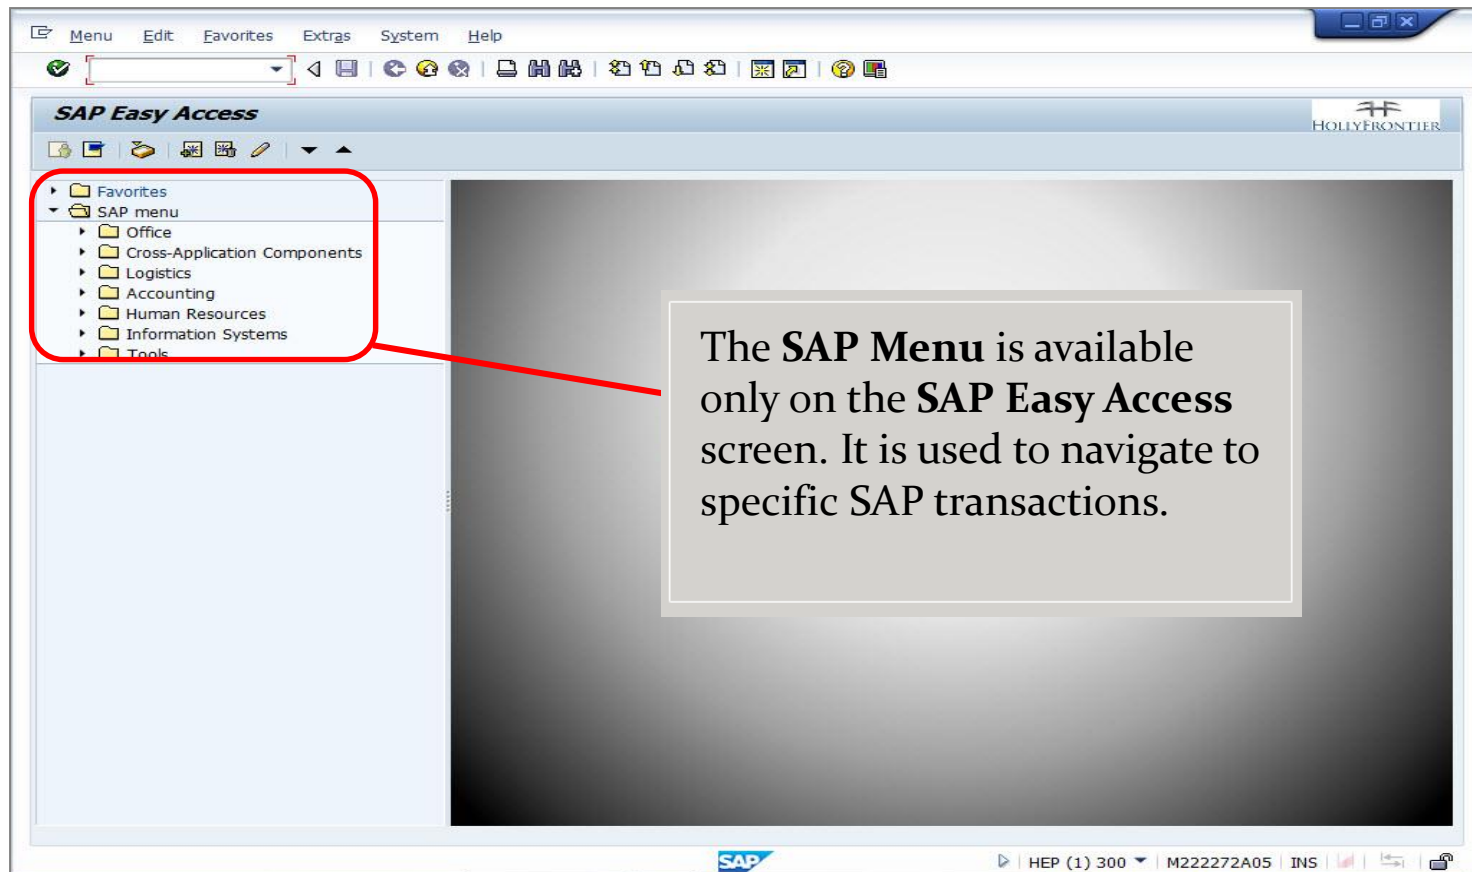 Menu Edit Favorites Extras System Help
SAP Easy Access
HOLLYFRONTIER
Favorites
SAP menu
Office
Cross-Application Components
Logistics
Accounting
Human Resources
Information Systems
Tools
The SAP Menu is available
only on the SAP Easy Access
screen. It is used to navigate to
specific SAP transactions.
SAP
HEP (1) 300 M222272A05 INS